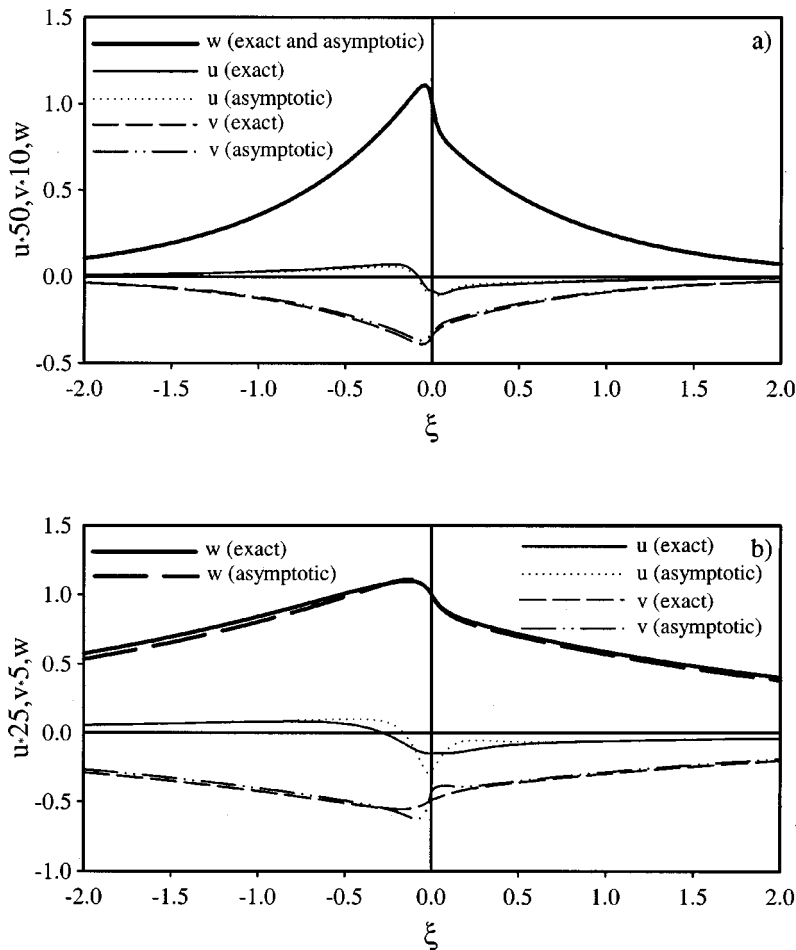 1.5
w (exact and asymptotic)
a)
u (exact)
u (asymptotic)
v (exact)
v (asymptotic)
1.0
0.5
0.0
-0.5
u·50,v·10,w
-2.0 -1.5 -1.0 -0.5 0.0 0.5 1.0 1.5 2.0
ξ
1.5
w (exact)
w (asymptotic)
u (exact)
b)
u (asymptotic)
v (exact)
v (asymptotic)
1.0
0.5
0.0
-0.5
-1.0
u·25,v·5,w
-2.0 -1.5 -1.0 -0.5 0.0 0.5 1.0 1.5 2.0
ξ